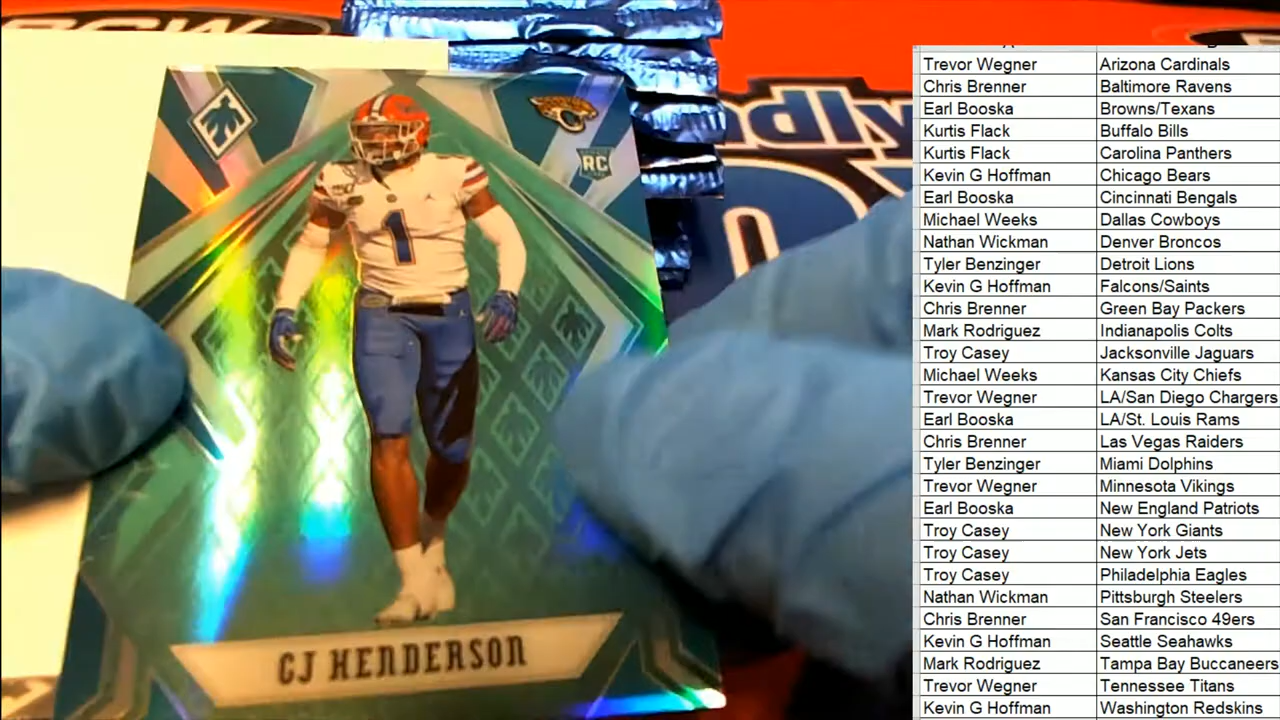 RC
1
CJ HENDERSON
ndly
Trevor Wegner Arizona Cardinals
Chris Brenner Baltimore Ravens
Earl Booska Browns/Texans
Kurtis Flack Buffalo Bills
Kurtis Flack Carolina Panthers
Kevin G Hoffman Chicago Bears
Earl Booska Cincinnati Bengals
Michael Weeks Dallas Cowboys
Nathan Wickman Denver Broncos
Tyler Benzinger Detroit Lions
Kevin G Hoffman Falcons/Saints
Chris Brenner Green Bay Packers
Mark Rodriguez Indianapolis Colts
Troy Casey Jacksonville Jaguars
Michael Weeks Kansas City Chiefs
Trevor Wegner LA/San Diego Chargers
Earl Booska LA/St. Louis Rams
Chris Brenner Las Vegas Raiders
Tyler Benzinger Miami Dolphins
Trevor Wegner Minnesota Vikings
Earl Booska New England Patriots
Troy Casey New York Giants
Troy Casey New York Jets
Troy Casey Philadelphia Eagles
Nathan Wickman Pittsburgh Steelers
Chris Brenner San Francisco 49ers
Kevin G Hoffman Seattle Seahawks
Mark Rodriguez Tampa Bay Buccaneers
Trevor Wegner Tennessee Titans
Kevin G Hoffman Washington Redskins